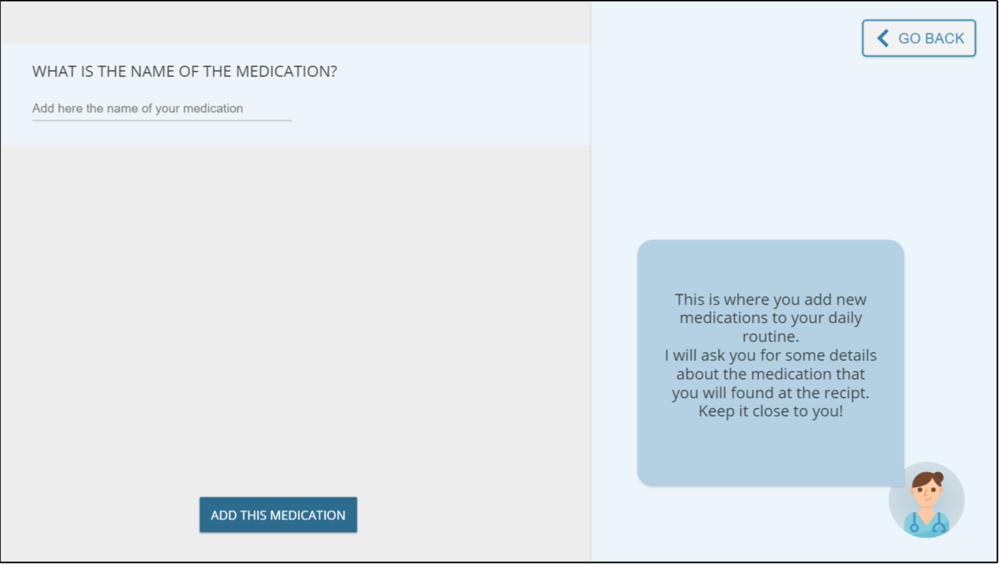 WHAT IS THE NAME OF THE MEDICATION?
Add here the name of your medication
ADD THIS MEDICATION
GO BACK
This is where you add new
medications to your daily
routine.
I will ask you for some details
about the medication that
you will found at the recipt.
Keep it close to you!